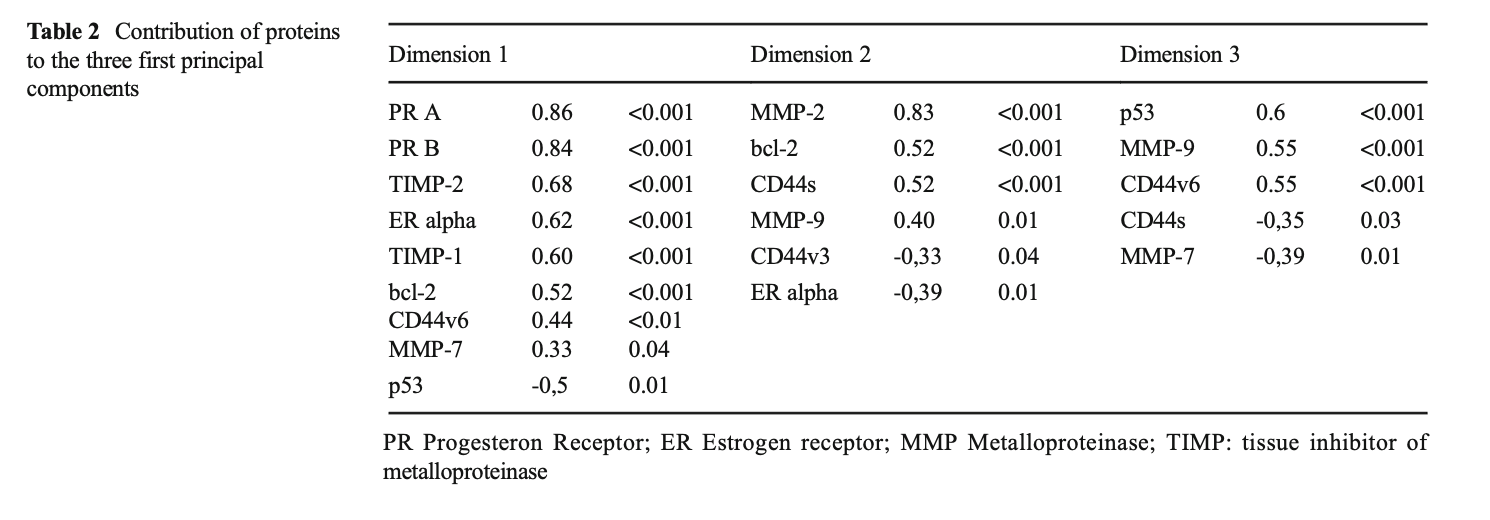 Table 2 Contribution of proteins
to the three first principal
components
Dimension 1 Dimension 2 Dimension 3
PR A 0.86 <0.001 MMP-2 0.83 <0.001 p53 0.6 <0.001
PR B 0.84 <0.001 bcl-2 0.52 <0.001 MMP-9 0.55 <0.001
TIMP-2 0.68 <0.001 CD44s 0.52 <0.001 CD44v6 0.55 <0.001
ER alpha 0.62 <0.001 MMP-9 0.40 0.01 CD44s -0,35 0.03
TIMP-1 0.60 <0.001 CD44v3 -0,33 0.04 MMP-7 -0,39 0.01
bcl-2 0.52 <0.001 ER alpha -0,39 0.01
CD44v6 0.44 <0.01
MMP-7 0.33 0.04
p53 -0,5 0.01
PR Progesteron Receptor; ER Estrogen receptor; MMP Metalloproteinase; TIMP: tissue inhibitor of
metalloproteinase